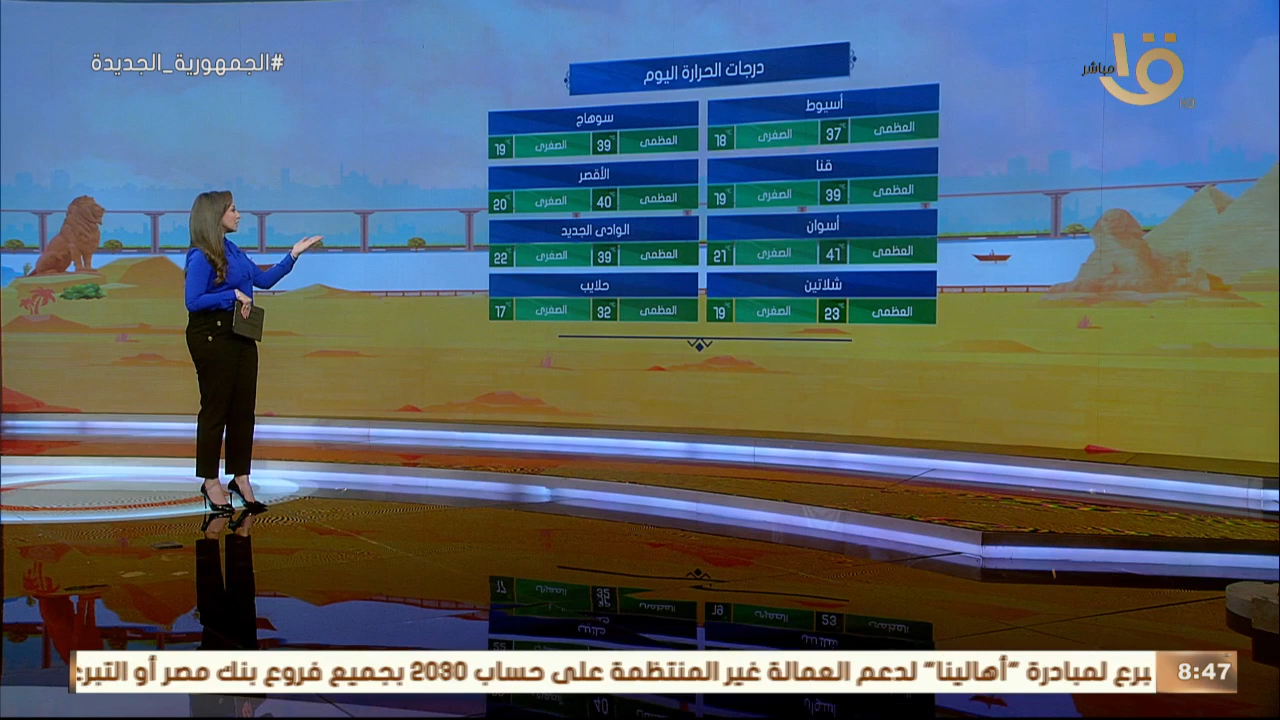 #الجمهورية_الجديدة
مباشر
درجات الحرارة اليوم
أسيوط
العظمى 37 الصغرى 18
سوهاج
العظمى 39 الصغرى 19
قنا
العظمى 39 الصغرى 19
الأقصر
العظمى 40 الصغرى 20
أسوان
العظمى 41 الصغرى 21
الوادى الجديد
العظمى 39 الصغرى 22
شلاتين
العظمى 23 الصغرى 19
حلايب
العظمى 32 الصغرى 17
8:47
لمبادرة "أهالينا" لدعم العمالة غير المنتظمة على حساب 2030 بجميع فروع بنك مصر أو